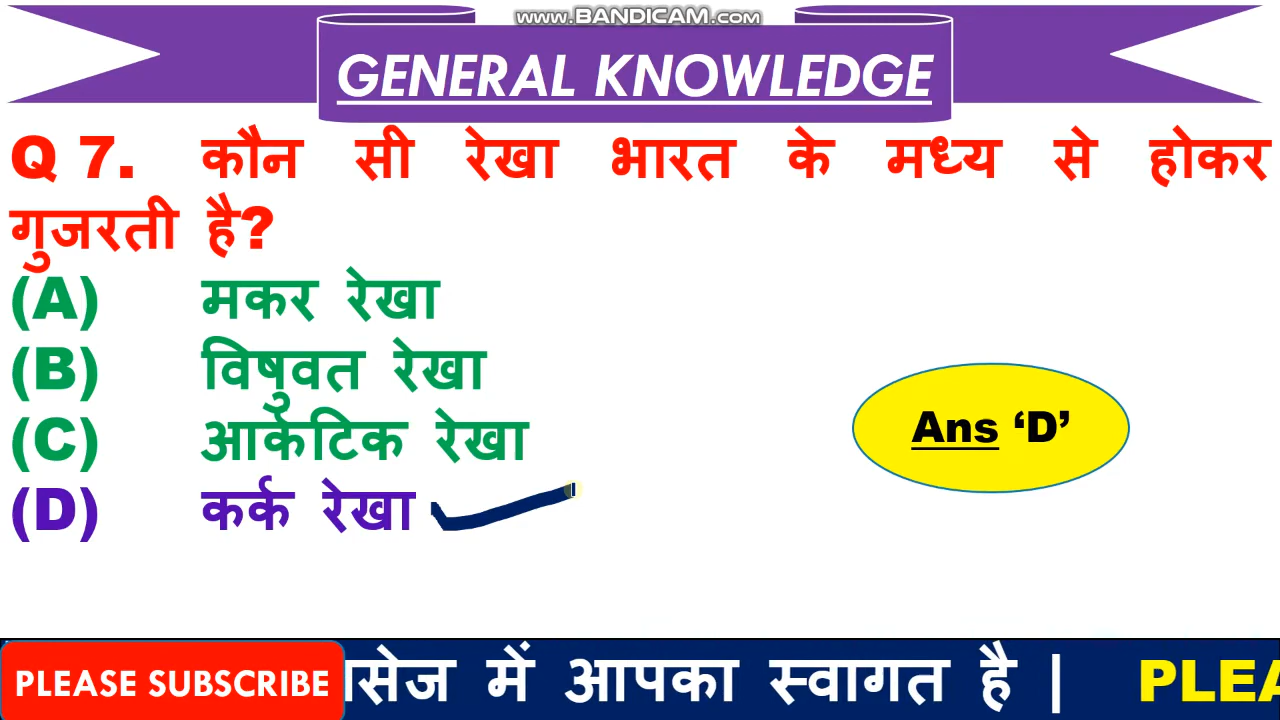 www.BANDICAM.com
GENERAL KNOWLEDGE
Q 7. कौन सी रेखा भारत के मध्य से होकर
गुजरती है?
(A) मकर रेखा
(B) विषुवत रेखा
(C) आर्कटिक रेखा
Ans ‘D’
(D) कर्क रेखा
PLEASE SUBSCRIBE
सेज में आपका स्वागत है |